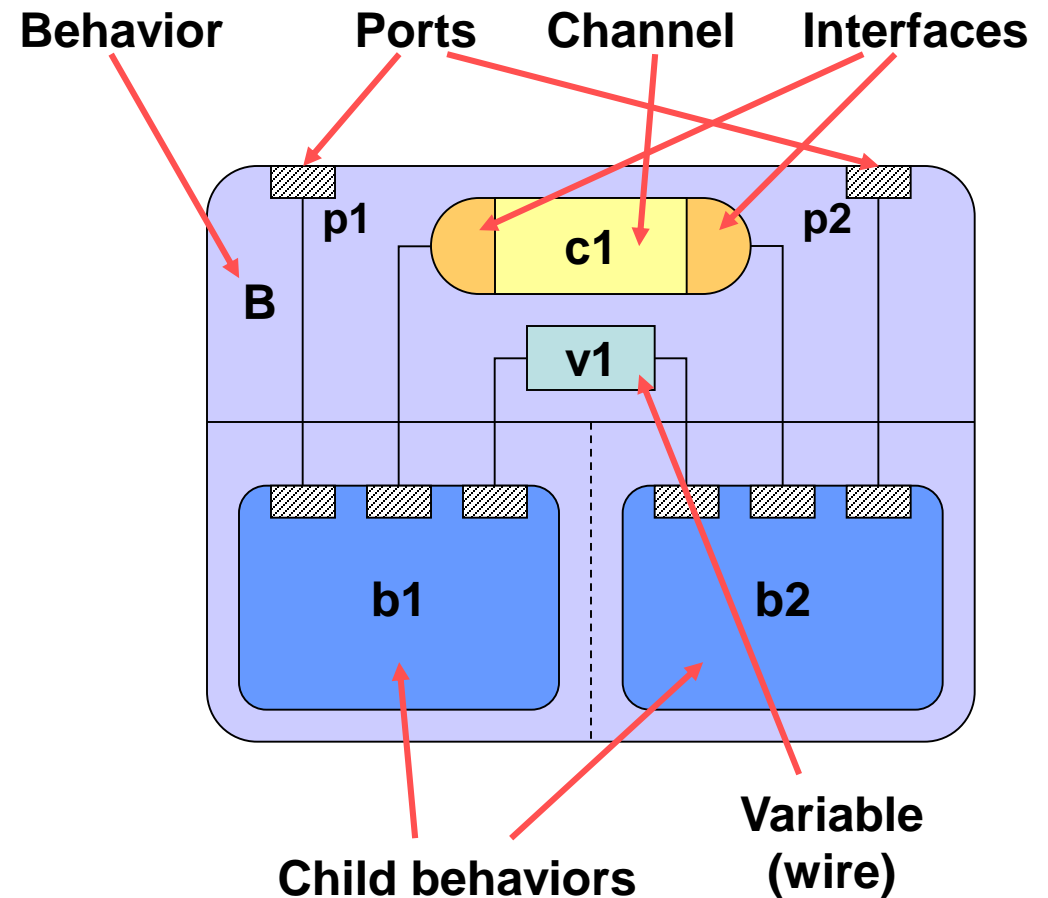 Behavior Ports Channel Interfaces
p1 c1 p2
B
v1
b1 b2
Variable
(wire)
Child behaviors